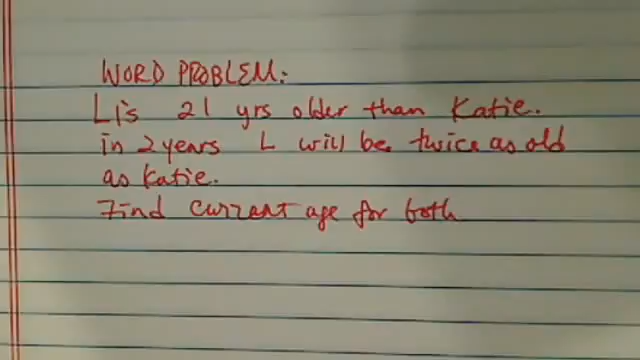 WORD PROBLEM:
L is 21 yrs older than Katie.
in 2 years L will be twice as old
as Katie.
Find current age for both